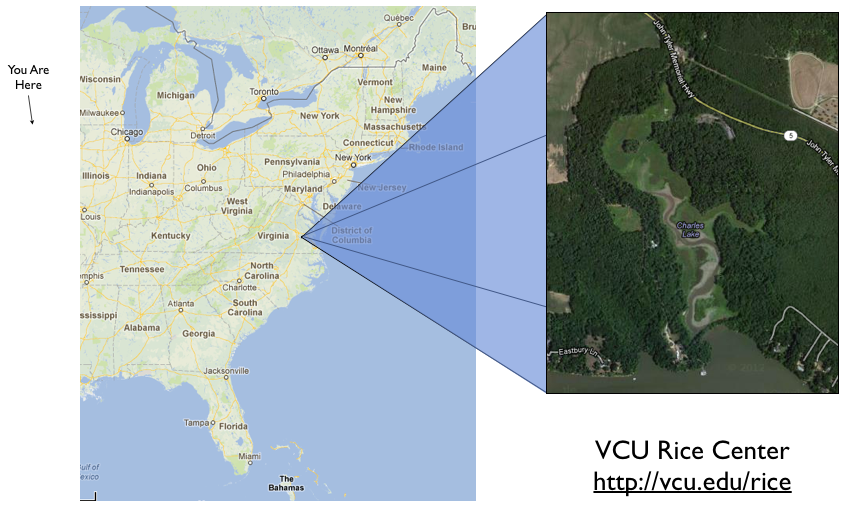 You Are
Here
Québec
Bru
Ottawa
Montréal
Maine
Wisconsin
Michigan
Toronto
Vermont
New
Hampshire
Milwaukee
New York
Massachusetts
Detroit
Chicago
Connecticut
Rhode Island
Illinois
Indiana
Ohio
Pennsylvania
New York
Indianapolis
Columbus
Philadelphia
Maryland
New Jersey
West
Virginia
Delaware
Louis
Kentucky
Virginia
District of
Columbia
Tennessee
North
Carolina
mphis
Charlotte
Atlanta
South
Carolina
ssissippi
Alabama
Georgia
Jacksonville
Tampa
Florida
Miami
Gulf of
Mexico
The
Bahamas
John Tyler Memorial Hwy
5
John Tyler M
Charles
Lake
Eastbury Ln
VCU Rice Center
http://vcu.edu/rice